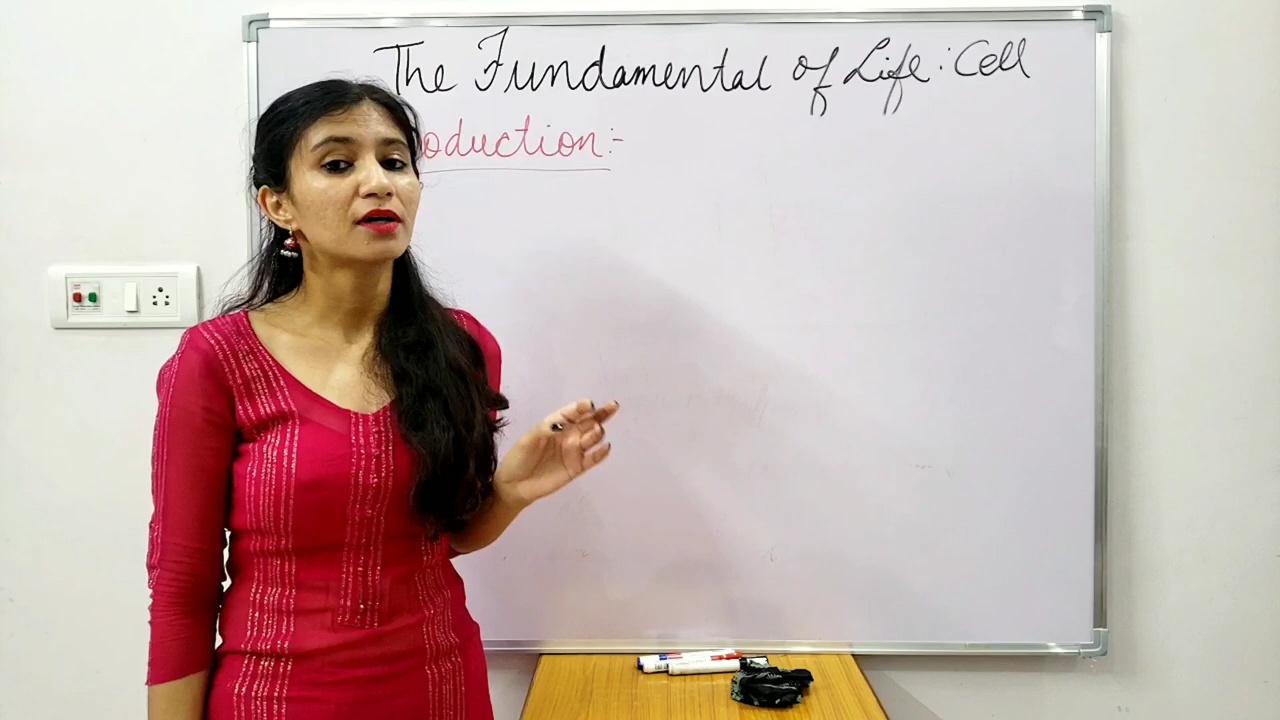 The Fundamental of Life : Cell
oduction :-